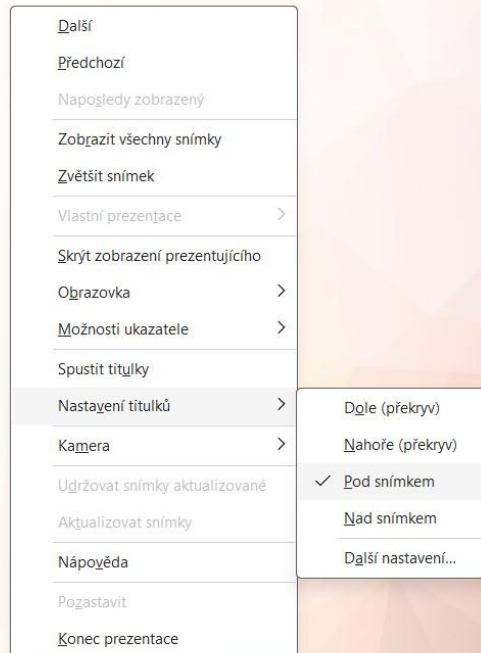 Další
Předchozí
Naposledy zobrazený
Zobrazit všechny snímky
Zvětšit snímek
Vlastní prezentace
Skrýt zobrazení prezentujícího
Obrazovka
Možnosti ukazatele
Spustit titulky
Nastavení titulků
Kamera
Udržovat snímky aktualizované
Aktualizovat snímky
Nápověda
Pozastavit
Konec prezentace
Dole (překryv)
Nahoře (překryv)
Pod snímkem
Nad snímkem
Další nastavení...